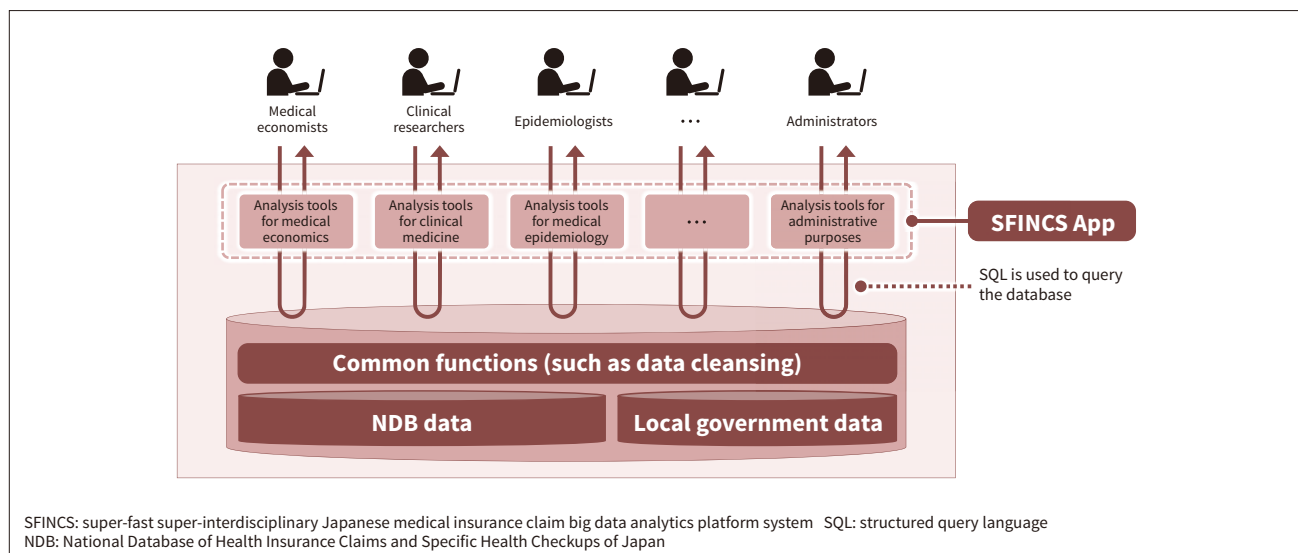 Medical
economists
Clinical
researchers
Epidemiologists
...
Administrators
Analysis tools
for medical
economics
Analysis tools
for clinical
medicine
Analysis tools
for medical
epidemiology
...
Analysis tools for
administrative
purposes
SFINCS App
SQL is used to query
the database
Common functions (such as data cleansing)
NDB data
Local government data
SFINCS: super-fast super-interdisciplinary Japanese medical insurance claim big data analytics platform system SQL: structured query language
NDB: National Database of Health Insurance Claims and Specific Health Checkups of Japan